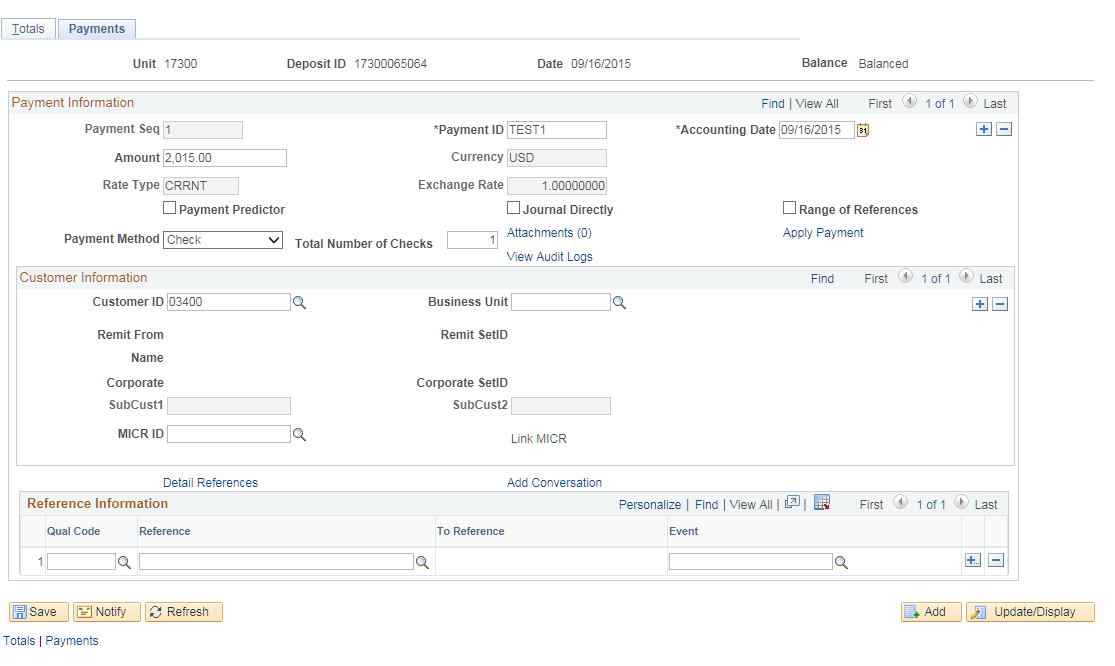 Totals Payments
Unit 17300 Deposit ID 17300065064 Date 09/16/2015 Balance Balanced
Payment Information Find | View All First 1 of 1 Last
Payment Seq 1 *Payment ID TEST1 *Accounting Date 09/16/2015
Amount 2,015.00 Currency USD
Rate Type CRRNT Exchange Rate 1.00000000
Payment Predictor Journal Directly Range of References
Payment Method Check Total Number of Checks 1 Attachments (0) Apply Payment
View Audit Logs
Customer Information Find First 1 of 1 Last
Customer ID 03400 Business Unit
Remit From Remit SetID
Name
Corporate Corporate SetID
SubCust1 SubCust2
MICR ID Link MICR
Detail References Add Conversation
Reference Information Personalize | Find | View All | | First 1 of 1 Last
Qual Code Reference To Reference Event
1
Save Notify Refresh Add Update/Display
Totals | Payments